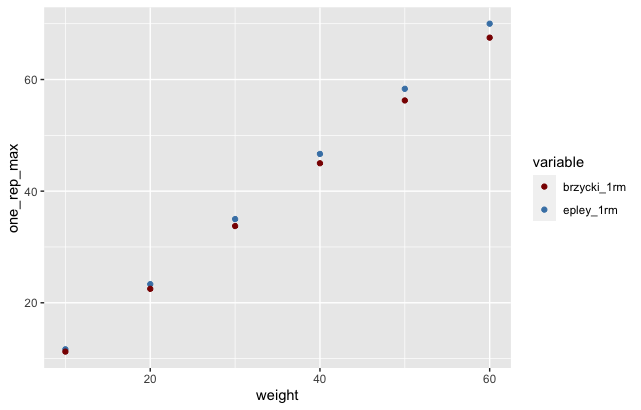 one_rep_max
60
40
20
20
40
60
weight
variable
brzycki_1rm
epley_1rm